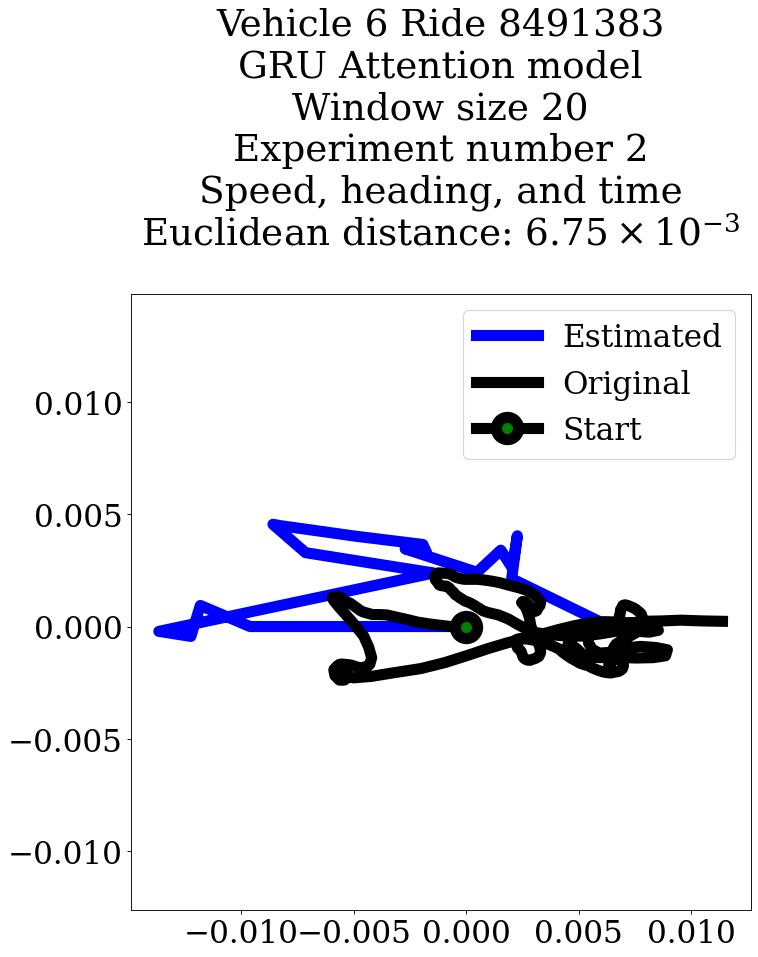 Vehicle 6 Ride 8491383
GRU Attention model
Window size 20
Experiment number 2
Speed, heading, and time
Euclidean distance: 6.75 × 10⁻³
Estimated
Original
Start
0.010
0.005
0.000
−0.005
−0.010
−0.010 −0.005 0.000 0.005 0.010